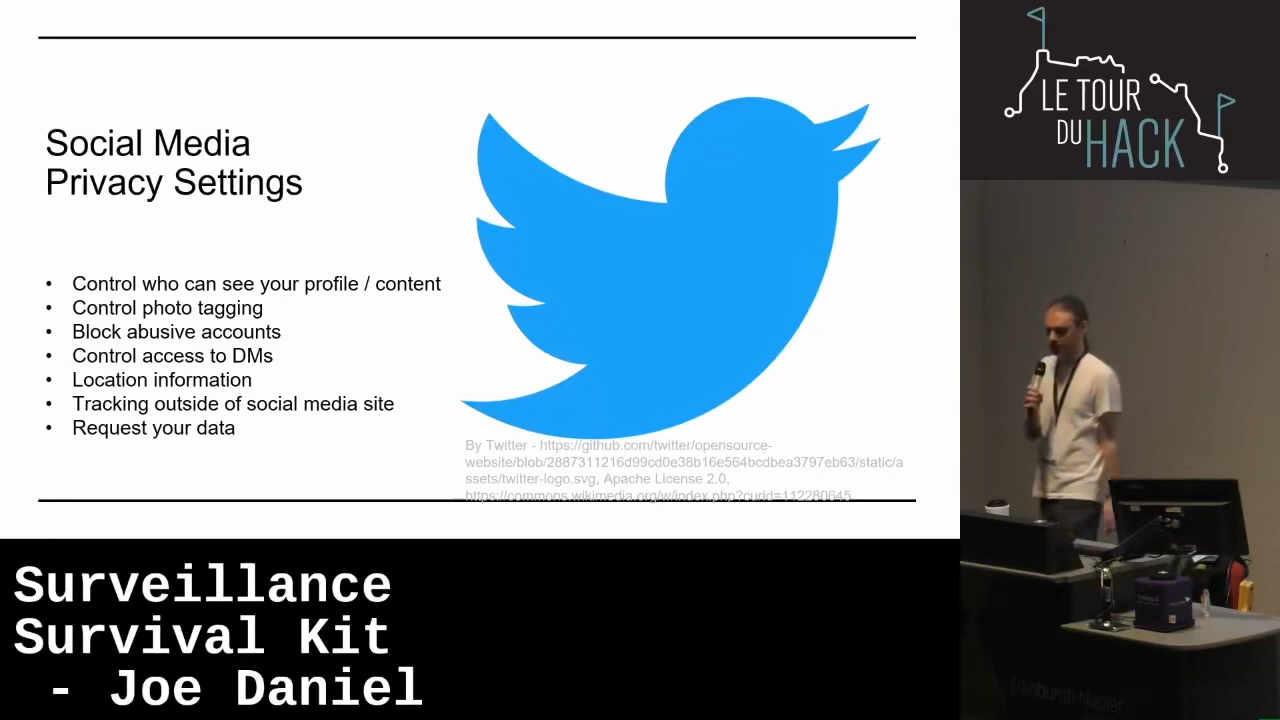 Social Media
Privacy Settings
• Control who can see your profile / content
• Control photo tagging
• Block abusive accounts
• Control access to DMs
• Location information
• Tracking outside of social media site
• Request your data
By Twitter - https://github.com/twitter/opensource-
website/blob/2887311216d99cd0e38b16e564bcdbea3797eb63/static/a
ssets/twitter-logo.svg, Apache License 2.0,
https://commons.wikimedia.org/w/index.php?curid=112280645
LE TOUR
DU HACK
Edinburgh Napier
Surveillance
Survival Kit
- Joe Daniel